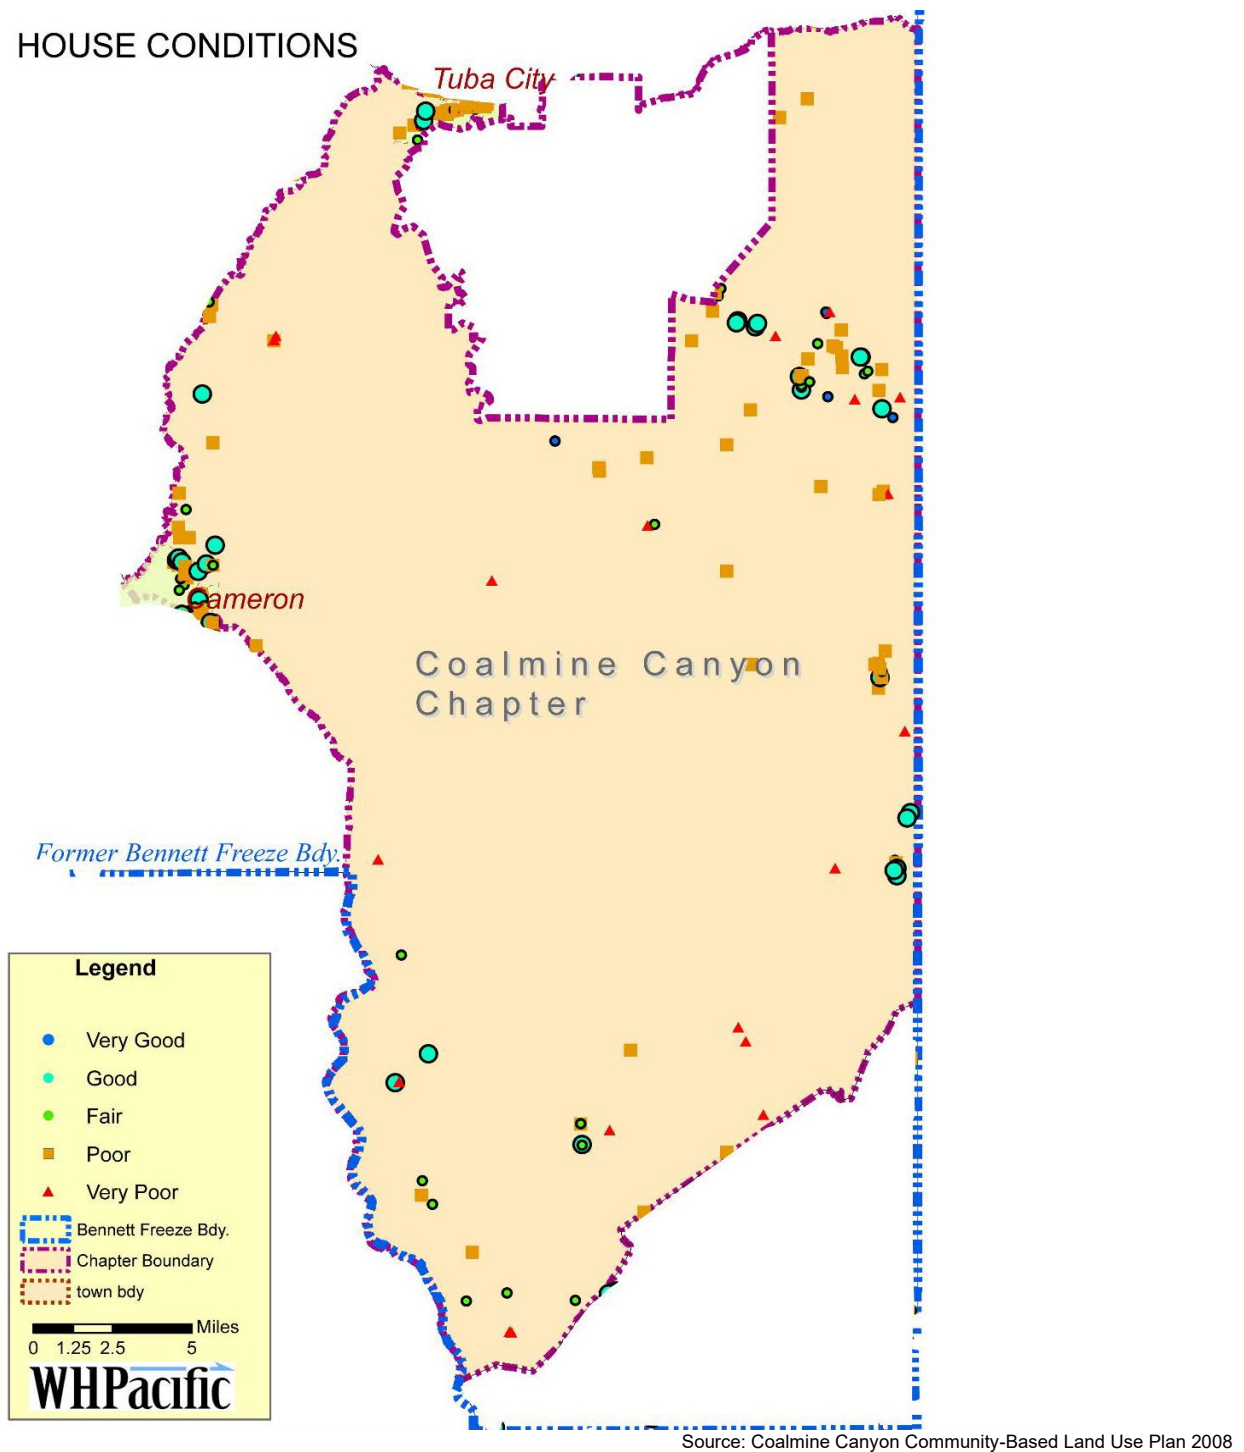 HOUSE CONDITIONS
Tuba City
Cameron
Coalmine Canyon
Chapter
Former Bennett Freeze Bdy.
Legend
Very Good
Good
Fair
Poor
Very Poor
Bennett Freeze Bdy.
Chapter Boundary
town bdy
Miles
0 1.25 2.5 5
WHPacific
Source: Coalmine Canyon Community-Based Land Use Plan 2008